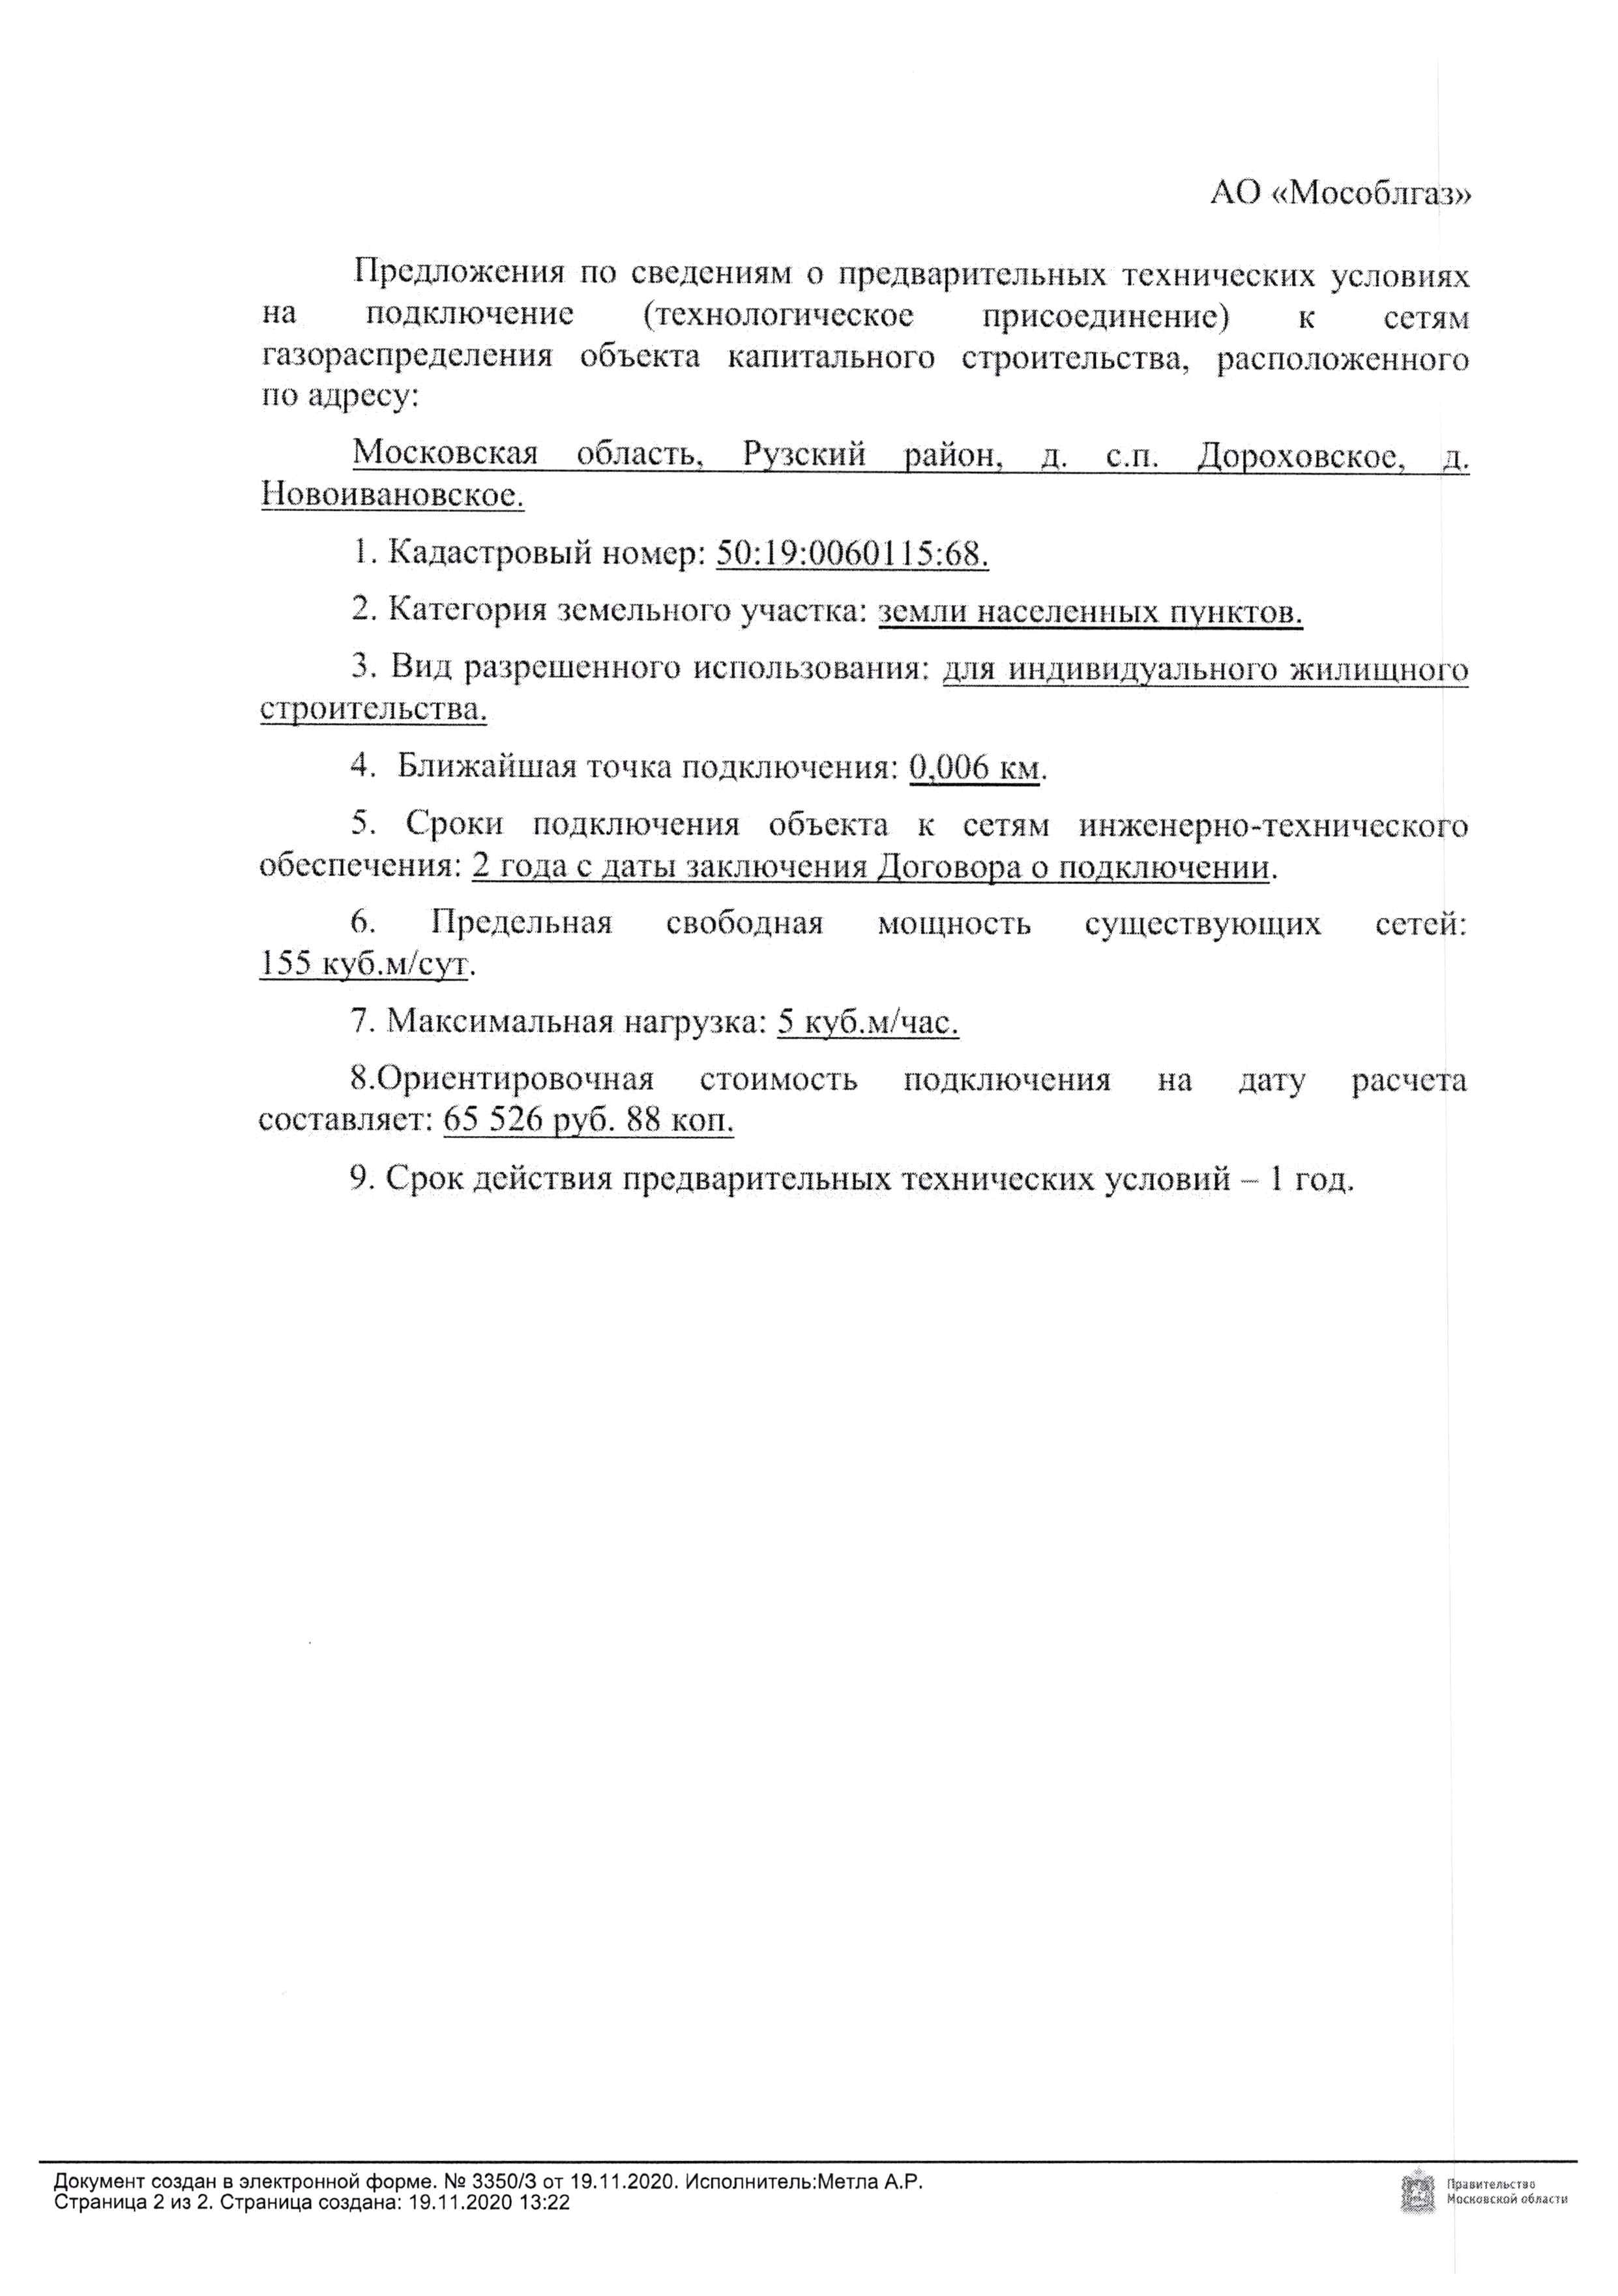 АО «Мособлгаз»
Предложения по сведениям о предварительных технических условиях
на подключение (технологическое присоединение) к сетям
газораспределения объекта капитального строительства, расположенного
по адресу:
Московская область, Рузский район, д. с.п. Дороховское, д.
Новоивановское.
1. Кадастровый номер: 50:19:0060115:68.
2. Категория земельного участка: земли населенных пунктов.
3. Вид разрешенного использования: для индивидуального жилищного
строительства.
4. Ближайшая точка подключения: 0,006 км.
5. Сроки подключения объекта к сетям инженерно-технического
обеспечения: 2 года с даты заключения Договора о подключении.
6. Предельная свободная мощность существующих сетей:
155 куб.м/сут.
7. Максимальная нагрузка: 5 куб.м/час.
8.Ориентировочная стоимость подключения на дату расчета
составляет: 65 526 руб. 88 коп.
9. Срок действия предварительных технических условий – 1 год.
Документ создан в электронной форме. № 3350/3 от 19.11.2020. Исполнитель:Метла А.Р.
Страница 2 из 2. Страница создана: 19.11.2020 13:22
Правительство
Московской области